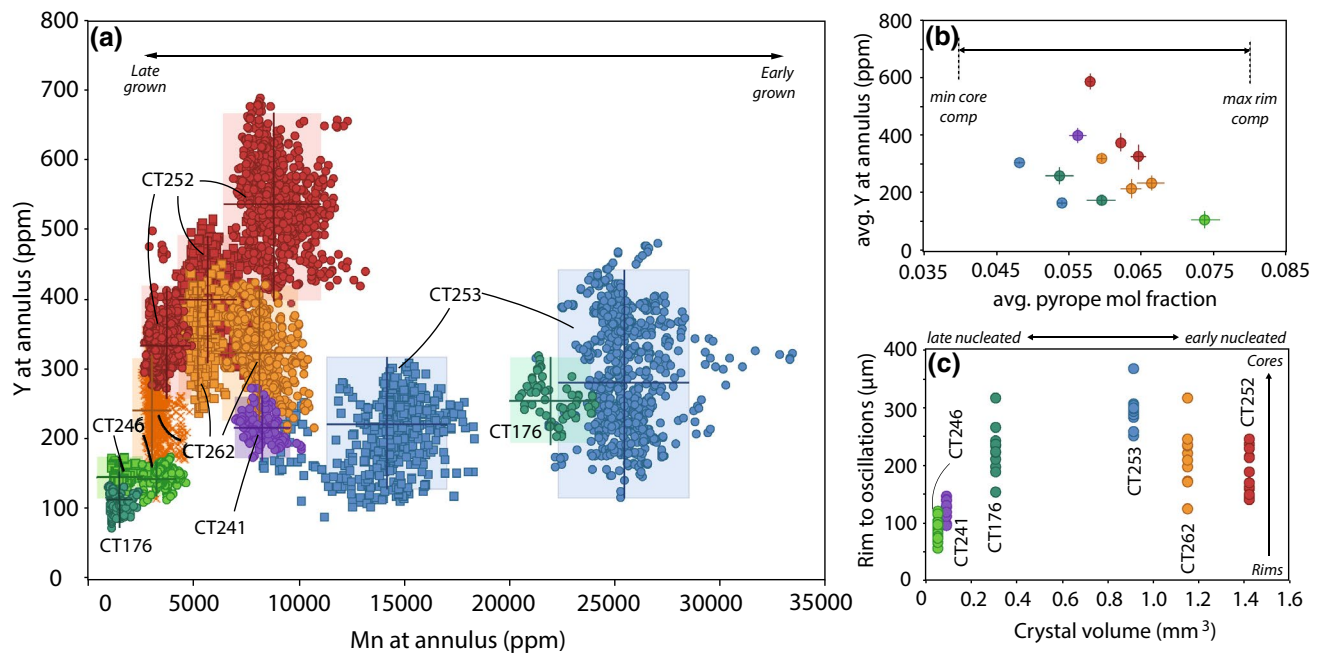 (a)
Y at annulus (ppm)
800
700
600
500
400
300
200
100
0
Late
grown
Early
grown
CT252
CT253
CT246
CT262
CT176
CT241
CT176
0
5000
10000
15000
20000
25000
30000
35000
Mn at annulus (ppm)
(b)
avg. Y at annulus (ppm)
800
600
400
200
0
min core
comp
max rim
comp
0.035
0.045
0.055
0.065
0.075
0.085
avg. pyrope mol fraction
late nucleated
early nucleated
(c)
Rim to oscillations (µm)
400
300
200
100
0
CT246
CT241
CT176
CT253
CT262
CT252
Cores
Rims
0
0.2
0.4
0.6
0.8
1.0
1.2
1.4
1.6
Crystal volume (mm3)